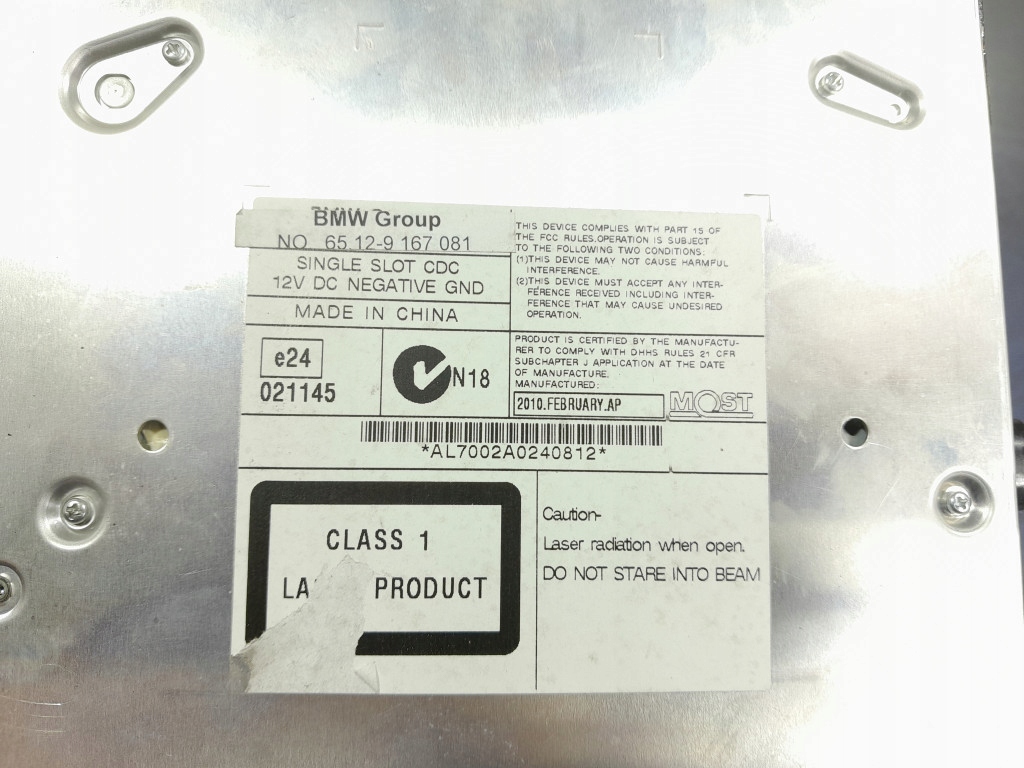 BMW Group
NO. 65.12-9 167 081
SINGLE SLOT CDC
12V DC NEGATIVE GND
MADE IN CHINA
e24
021145
N18
THIS DEVICE COMPLIES WITH PART 15 OF
THE FCC RULES.OPERATION IS SUBJECT
TO THE FOLLOWING TWO CONDITIONS:
(1)THIS DEVICE MAY NOT CAUSE HARMFUL
INTERFERENCE.
(2)THIS DEVICE MUST ACCEPT ANY INTER-
FERENCE RECEIVED INCLUDING INTER-
FERENCE THAT MAY CAUSE UNDESIRED
OPERATION.
PRODUCT IS CERTIFIED BY THE MANUFACTU-
RER TO COMPLY WITH DHHS RULES 21 CFR
SUBCHAPTER J APPLICATION AT THE DATE
OF MANUFACTURE.
MANUFACTURED:
2010.FEBRUARY.AP
MOST
*AL7002A0240812*
CLASS 1
LA PRODUCT
Caution-
Laser radiation when open.
DO NOT STARE INTO BEAM